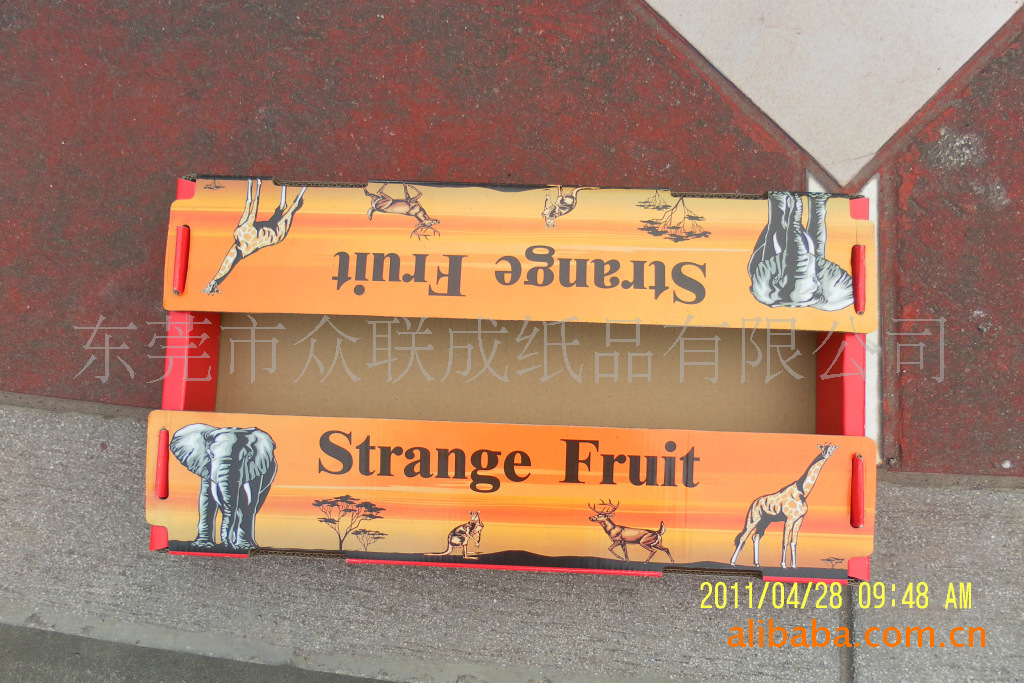 Strange Fruit
东莞市众联成纸品有限公司
Strange Fruit
2011/04/28 09:48 AM
alibaba.com.cn